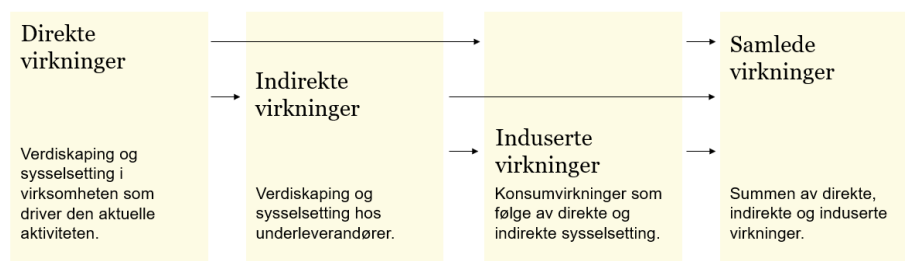 Direkte
virkninger
Verdiskaping og
sysselsetting i
virksomheten som
driver den aktuelle
aktiviteten.
Indirekte
virkninger
Verdiskaping og
sysselsetting hos
underleverandører.
Induserte
virkninger
Konsumvirkninger som
følge av direkte og
indirekte sysselsetting.
Samlede
virkninger
Summen av direkte,
indirekte og induserte
virkninger.